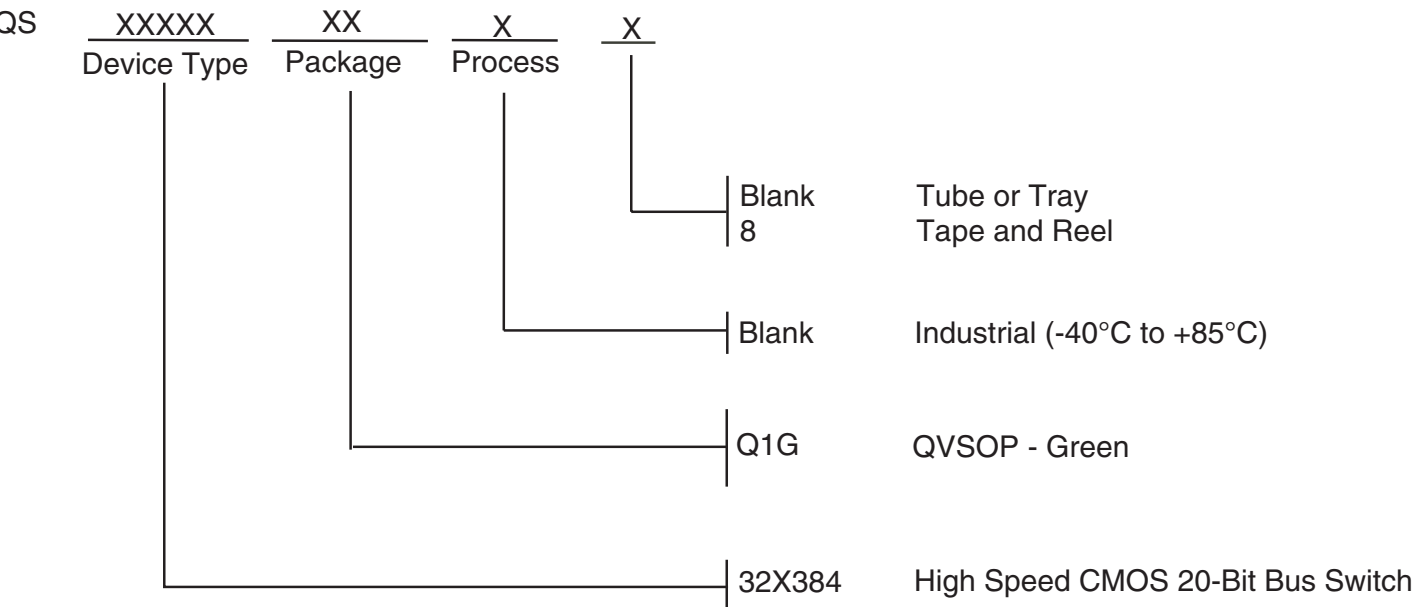 QS XXXXX XX X X
Device Type Package Process
Blank Tube or Tray
8 Tape and Reel
Blank Industrial (-40°C to +85°C)
Q1G QVSOP - Green
32X384 High Speed CMOS 20-Bit Bus Switch